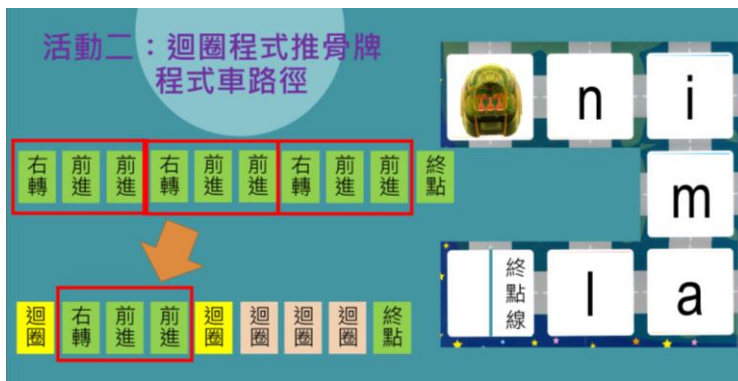 活動二：迴圈程式推骨牌
程式車路徑
右轉 前進 前進 右轉 前進 前進 右轉 前進 前進 終點
迴圈 右轉 前進 前進 迴圈 迴圈 迴圈 迴圈 終點
n i
m
終點線 l a